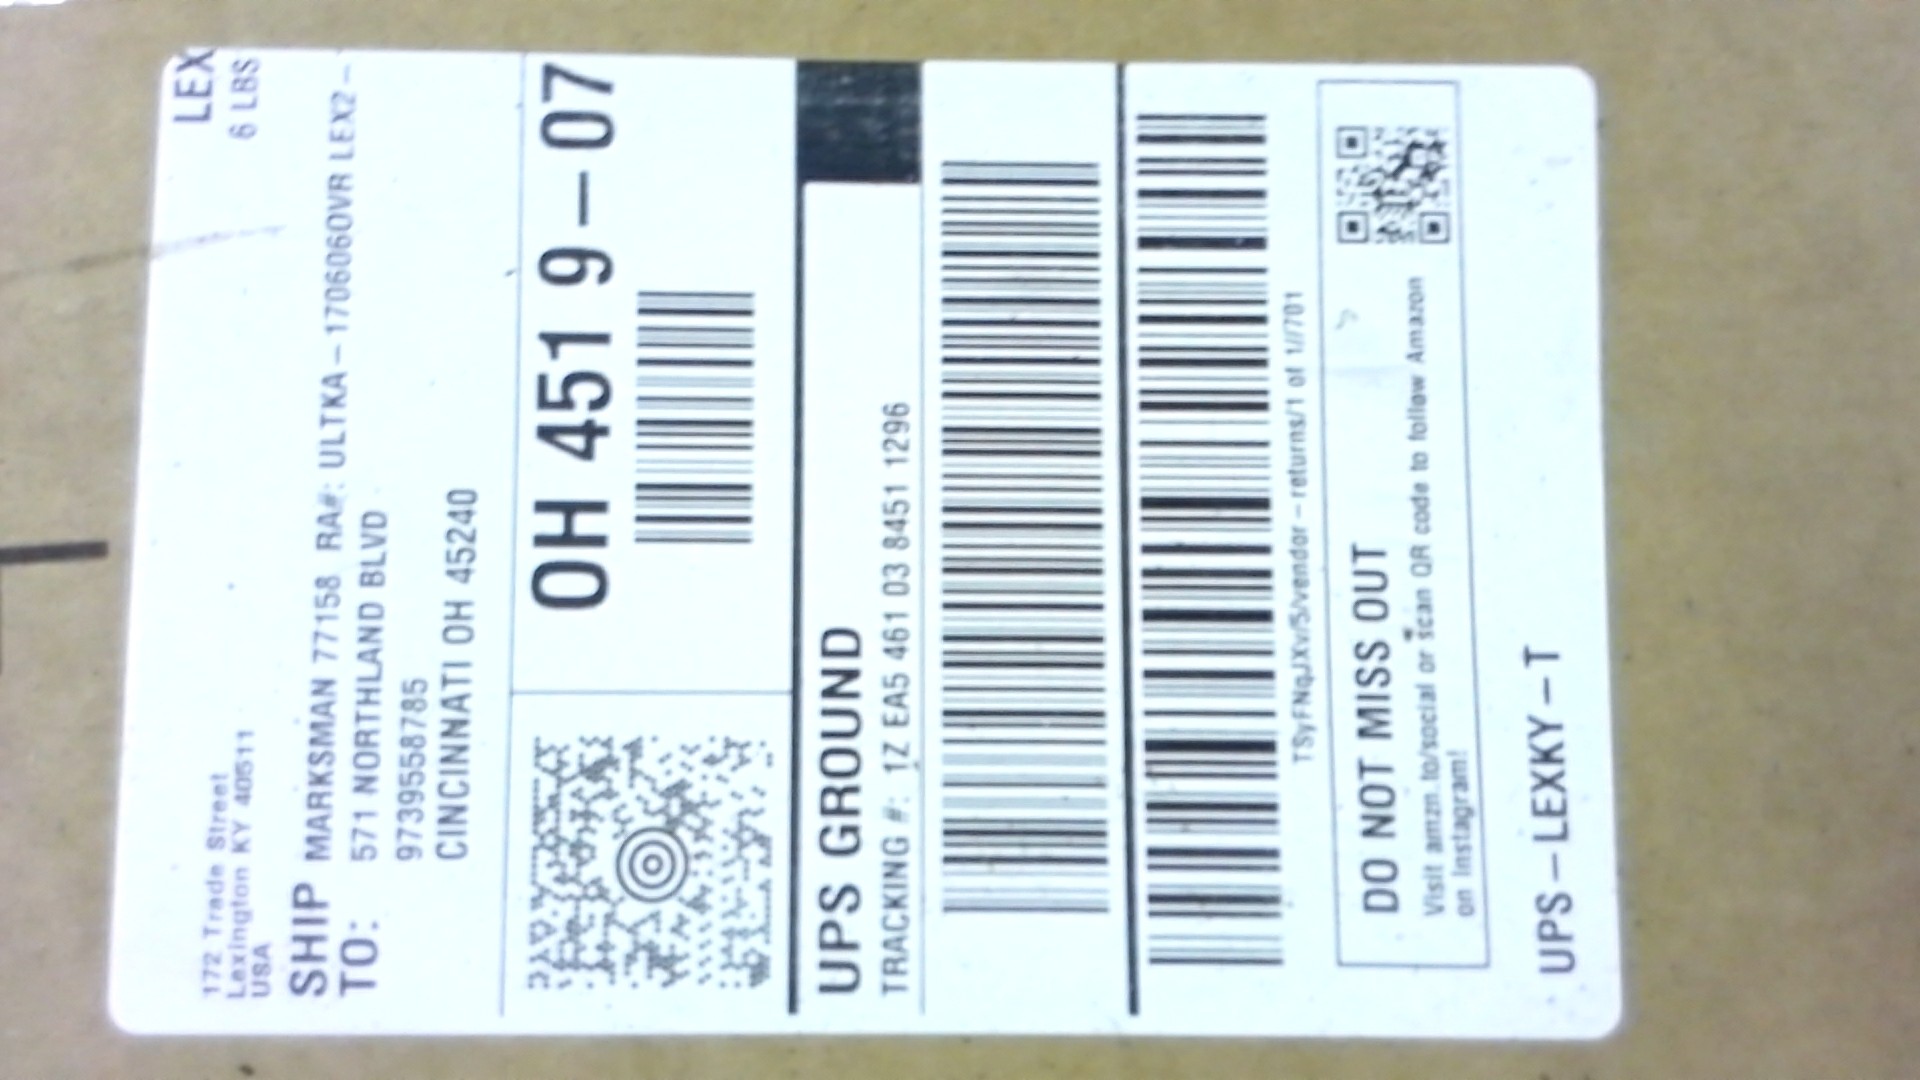 LEX
6 LBS
172 Trade Street
Lexington KY 40511
USA
SHIP TO:
MARKSMAN 77158 RA#: ULTKA-170606OVR LEX2-
571 NORTHLAND BLVD
9739558785
CINCINNATI OH 45240
OH 451 9-07
UPS GROUND
TRACKING #: 1Z EA5 461 03 8451 1296
TSyFNqJXv/5/vendor-returns/1 of 1//701
DO NOT MISS OUT
Visit amzn.to/social or scan QR code to follow Amazon
on Instagram!
UPS-LEXKY-T